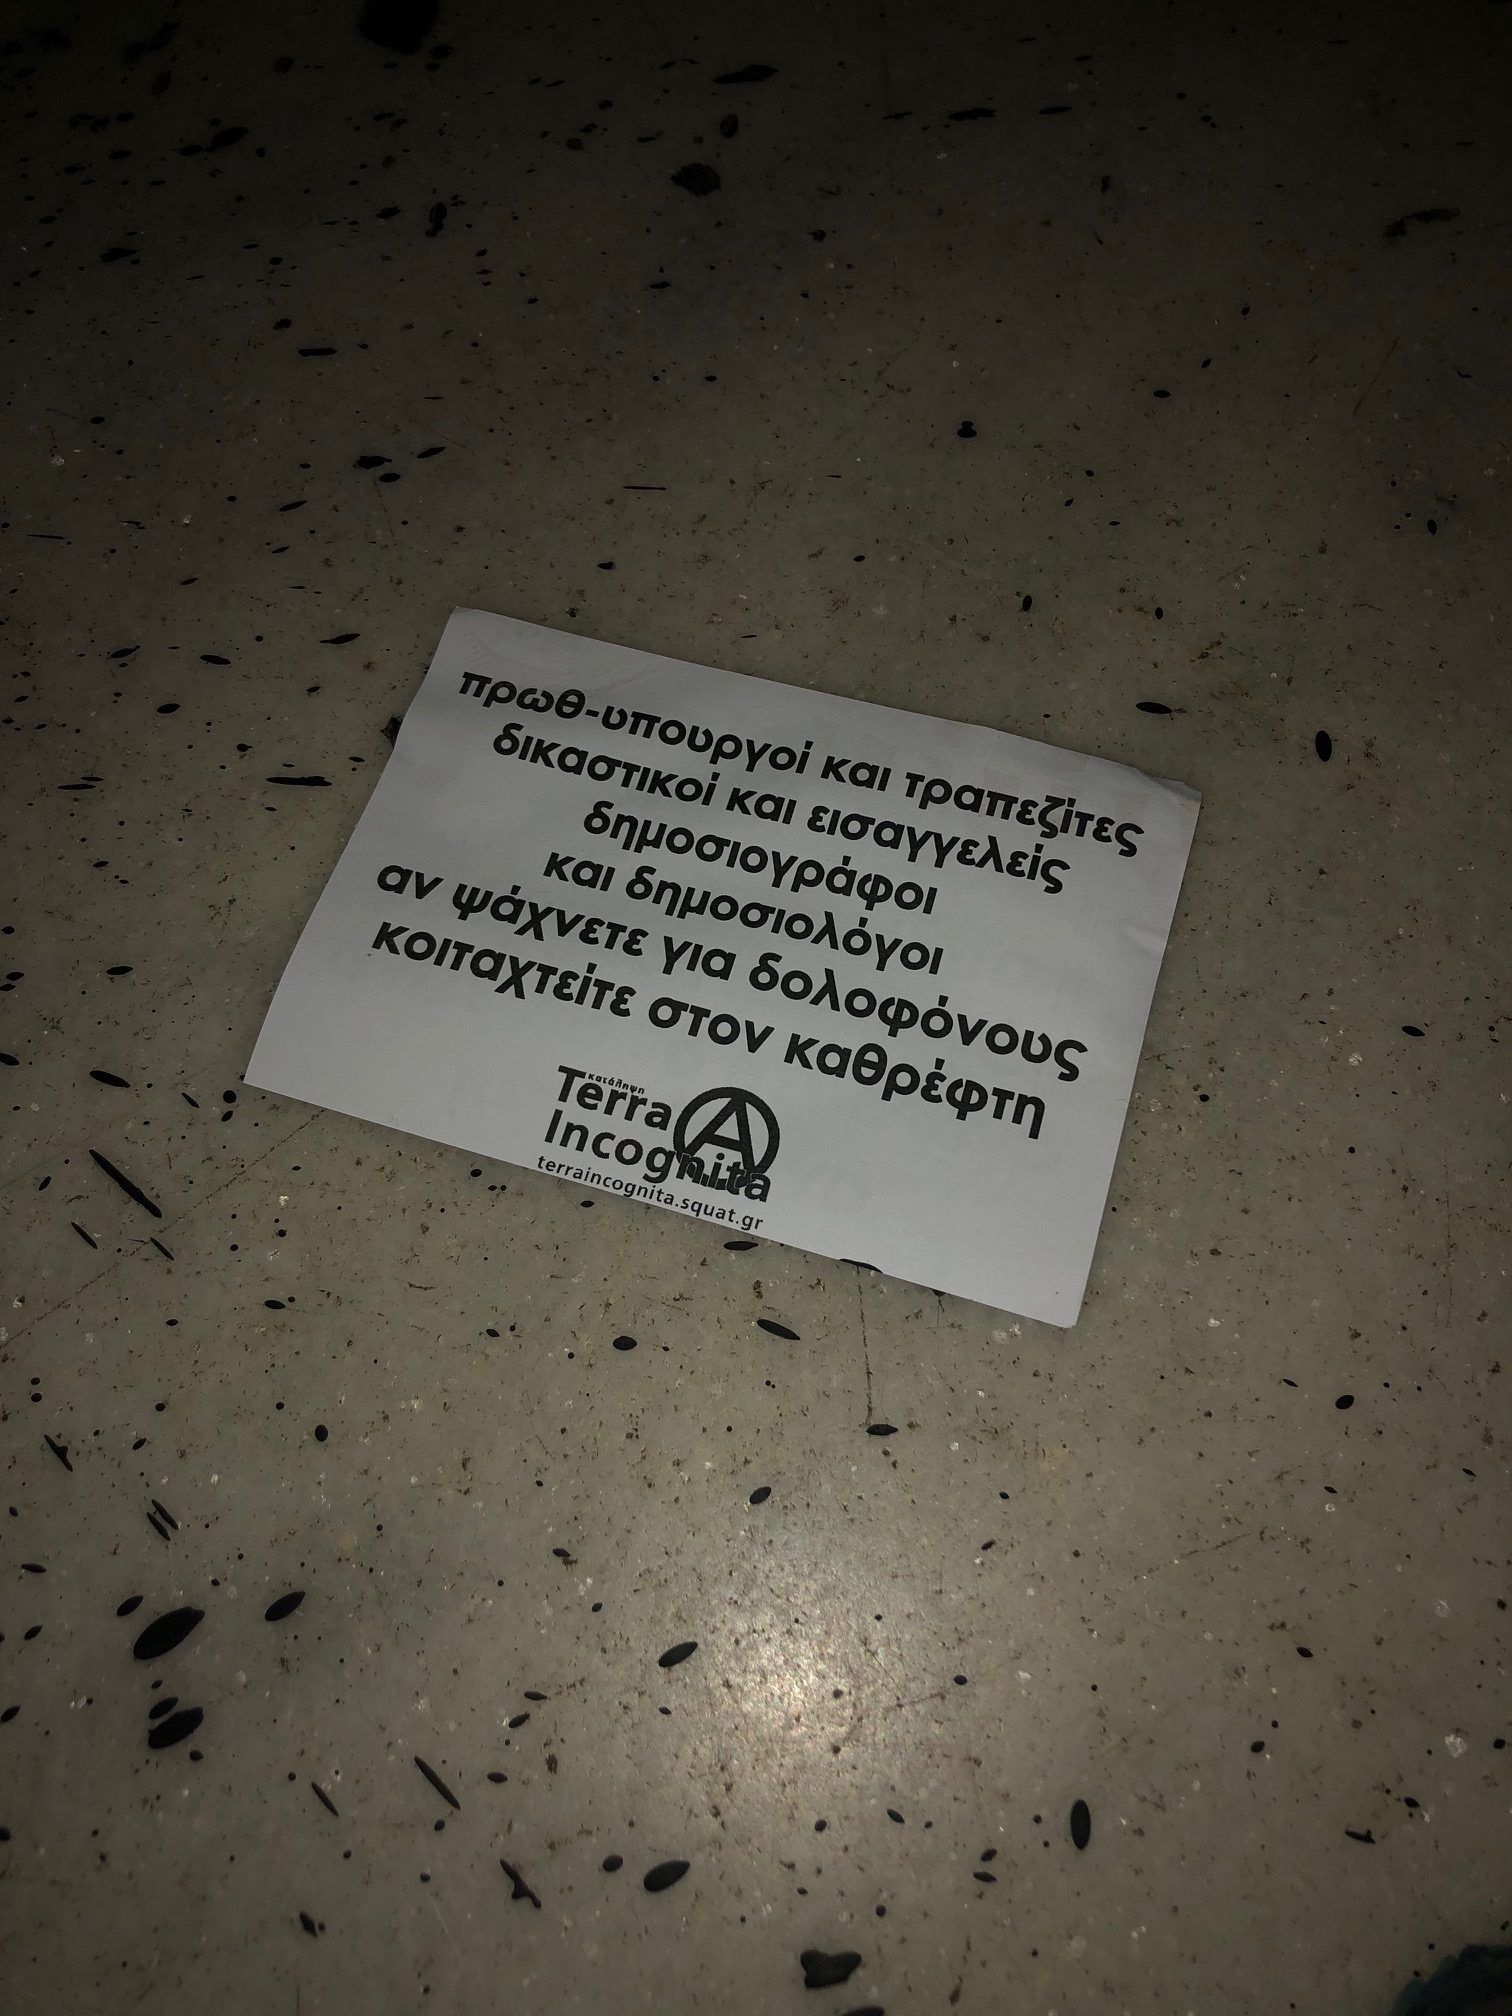 πρωθ-υπουργοί και τραπεζίτες
δικαστικοί και εισαγγελείς
δημοσιογράφοι
και δημοσιολόγοι
αν ψάχνετε για δολοφόνους
κοιταχτείτε στον καθρέφτη
κατάληψη
Terra
Incognita
terraincognita.squat.gr